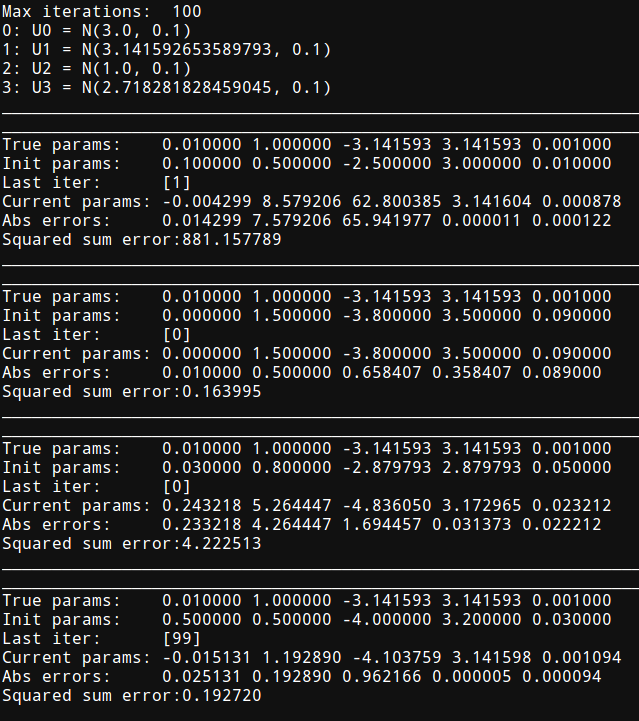 Max iterations:  100
0: U0 = N(3.0, 0.1)
1: U1 = N(3.141592653589793, 0.1)
2: U2 = N(1.0, 0.1)
3: U3 = N(2.718281828459045, 0.1)
True params:    0.010000 1.000000 -3.141593 3.141593 0.001000
Init params:    0.100000 0.500000 -2.500000 3.000000 0.010000
Last iter:      [1]
Current params: -0.004299 8.579206 62.800385 3.141604 0.000878
Abs errors:     0.014299 7.579206 65.941977 0.000011 0.000122
Squared sum error:881.157789
True params:    0.010000 1.000000 -3.141593 3.141593 0.001000
Init params:    0.000000 1.500000 -3.800000 3.500000 0.090000
Last iter:      [0]
Current params: 0.000000 1.500000 -3.800000 3.500000 0.090000
Abs errors:     0.010000 0.500000 0.658407 0.358407 0.089000
Squared sum error:0.163995
True params:    0.010000 1.000000 -3.141593 3.141593 0.001000
Init params:    0.030000 0.800000 -2.879793 2.879793 0.050000
Last iter:      [0]
Current params: 0.243218 5.264447 -4.836050 3.172965 0.023212
Abs errors:     0.233218 4.264447 1.694457 0.031373 0.022212
Squared sum error:4.222513
True params:    0.010000 1.000000 -3.141593 3.141593 0.001000
Init params:    0.500000 0.500000 -4.000000 3.200000 0.030000
Last iter:      [99]
Current params: -0.015131 1.192890 -4.103759 3.141598 0.001094
Abs errors:     0.025131 0.192890 0.962166 0.000005 0.000094
Squared sum error:0.192720